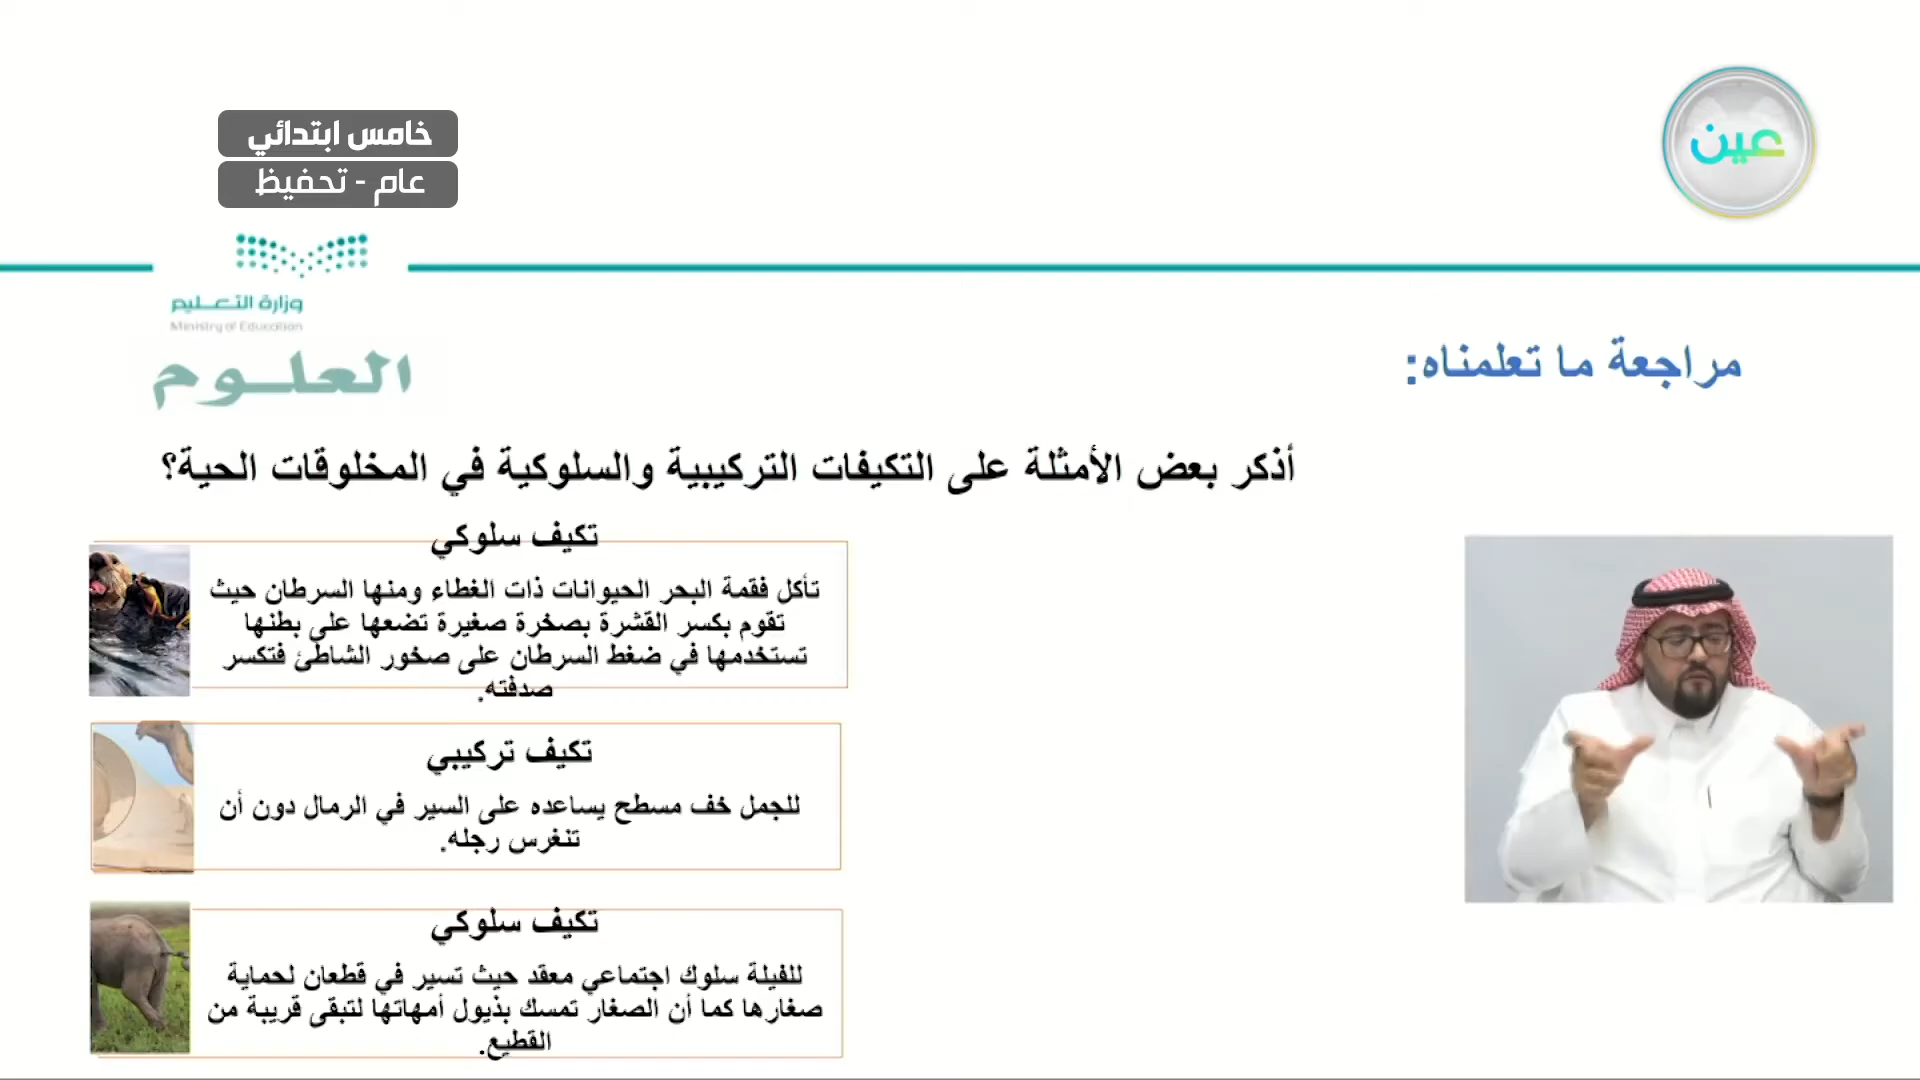 خامس ابتدائي
عام - تحفيظ
عين
وزارة التعليم
Ministry of Education
العلوم
مراجعة ما تعلمناه:
أذكر بعض الأمثلة على التكيفات التركيبية والسلوكية في المخلوقات الحية؟
تكيف سلوكي
تأكل فقمة البحر الحيوانات ذات الغطاء ومنها السرطان حيث
تقوم بكسر القشرة بصخرة صغيرة تضعها على بطنها
تستخدمها في ضغط السرطان على صخور الشاطئ فتكسر
صدفته.
تكيف تركيبي
للجمل خف مسطح يساعده على السير في الرمال دون أن
تنغرس رجله.
تكيف سلوكي
للفيلة سلوك اجتماعي معقد حيث تسير في قطعان لحماية
صغارها كما أن الصغار تمسك بذيول أمهاتها لتبقى قريبة من
القطيع.